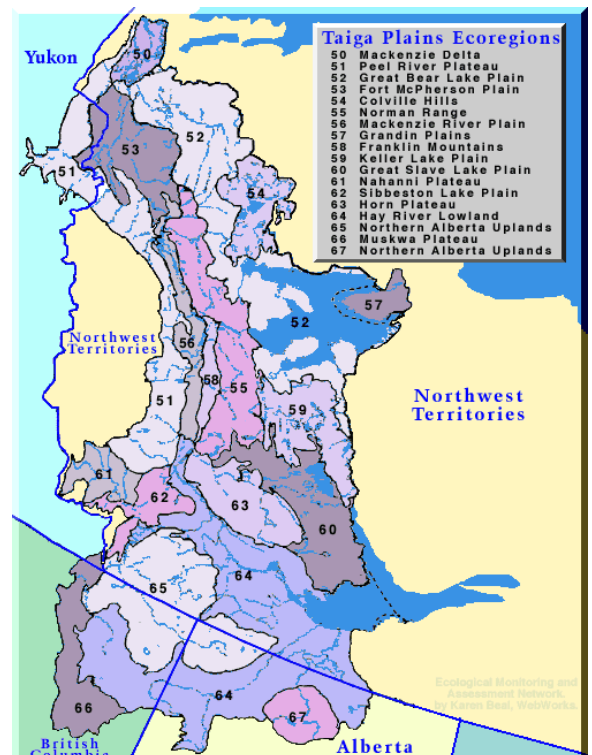 Taiga Plains Ecoregions
50 Mackenzie Delta
51 Peel River Plateau
52 Great Bear Lake Plain
53 Fort McPherson Plain
54 Colville Hills
55 Norman Range
56 Mackenzie River Plain
57 Grandin Plains
58 Franklin Mountains
59 Keller Lake Plain
60 Great Slave Lake Plain
61 Nahanni Plateau
62 Sibbeston Lake Plain
63 Horn Plateau
64 Hay River Lowland
65 Northern Alberta Uplands
66 Muskwa Plateau
67 Northern Alberta Uplands
Yukon
50
52
53
51
54
57
52
Northwest
Territories
56
58
55
59
51
Northwest
Territories
61
62
63
60
64
65
64
66
67
Ecological Monitoring and
Assessment Network.
by Karen Beal, WebWorks.
British
Columbia
Alberta